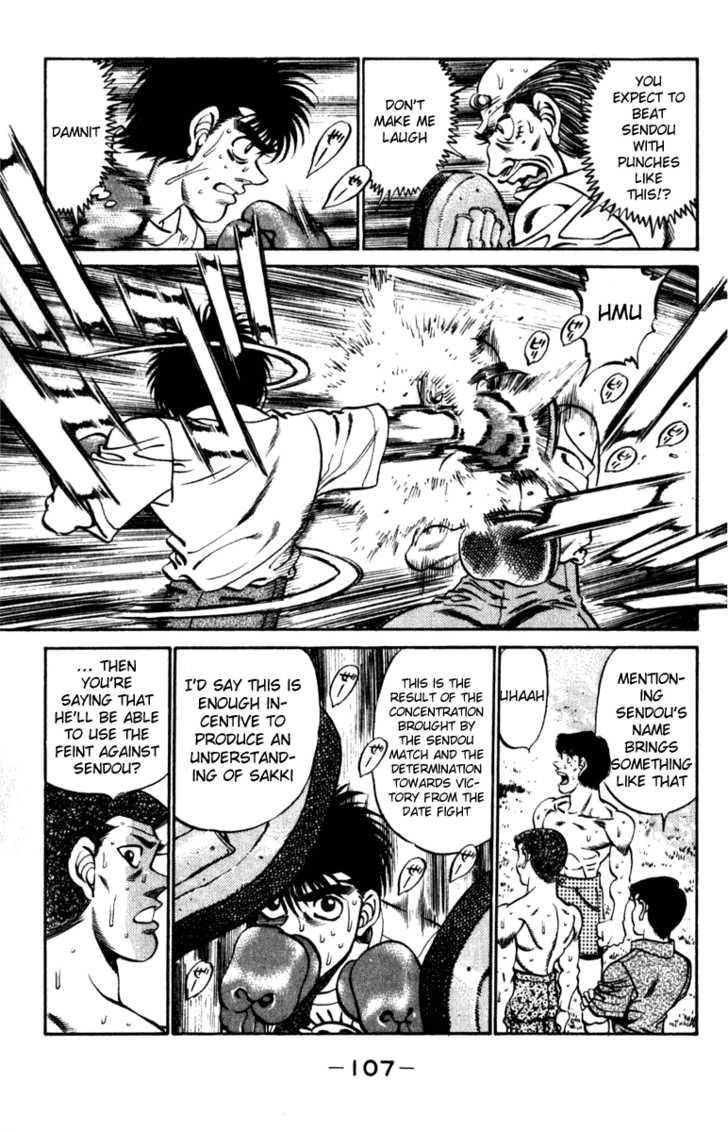 YOU
EXPECT TO
BEAT
SENDOU
WITH
PUNCHES
LIKE
THIS!?
DON'T
MAKE ME
LAUGH
DAMNIT
HMU
MENTION-
ING
SENDOU'S
NAME
BRINGS
SOMETHING
LIKE THAT
UHAAH
THIS IS THE
RESULT OF THE
CONCENTRATION
BROUGHT BY
THE SENDOU
MATCH AND THE
DETERMINATION
TOWARDS VIC-
TORY FROM THE
DATE FIGHT
I'D SAY THIS IS
ENOUGH IN-
CENTIVE TO
PRODUCE AN
UNDERSTAND-
ING OF SAKKI
... THEN
YOU'RE
SAYING THAT
HE'LL BE ABLE
TO USE THE
FEINT AGAINST
SENDOU?
-107-